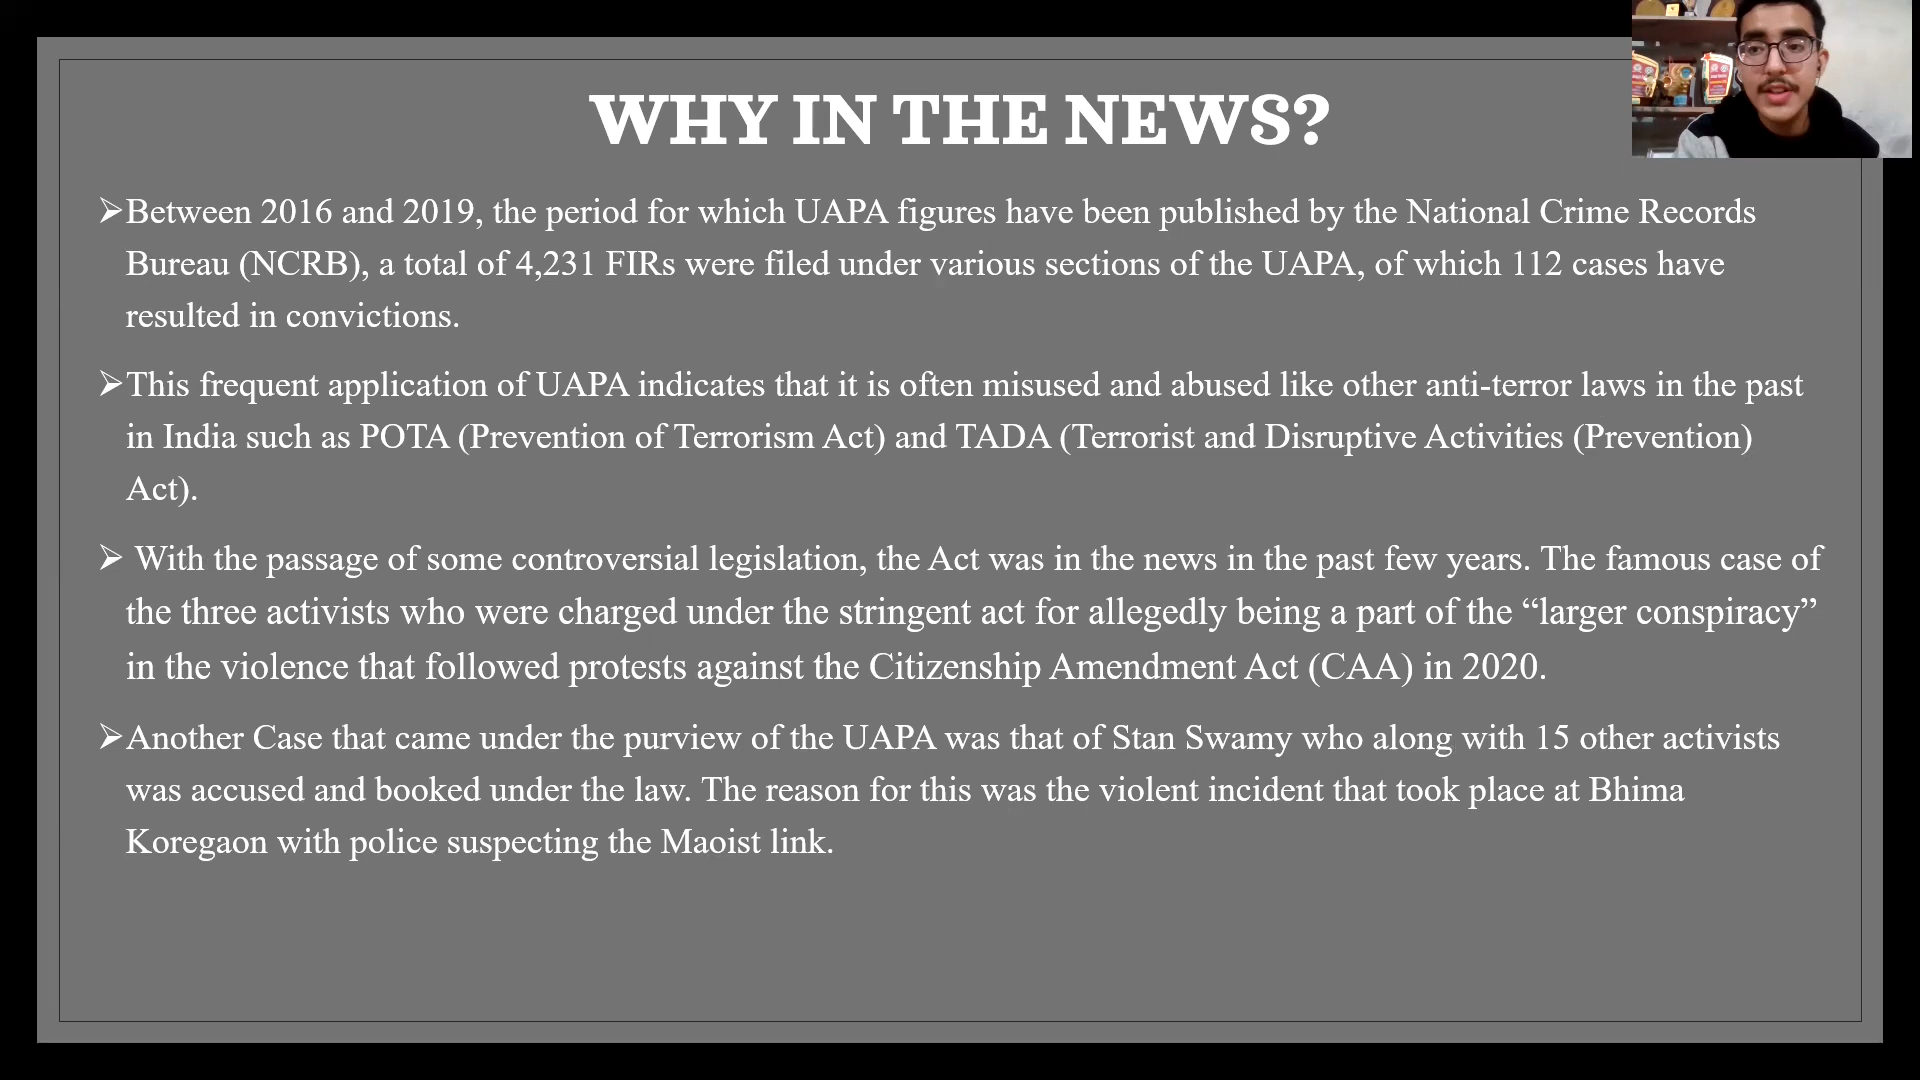 WHY IN THE NEWS?
➢Between 2016 and 2019, the period for which UAPA figures have been published by the National Crime Records
Bureau (NCRB), a total of 4,231 FIRs were filed under various sections of the UAPA, of which 112 cases have
resulted in convictions.
➢This frequent application of UAPA indicates that it is often misused and abused like other anti-terror laws in the past
in India such as POTA (Prevention of Terrorism Act) and TADA (Terrorist and Disruptive Activities (Prevention)
Act).
➢ With the passage of some controversial legislation, the Act was in the news in the past few years. The famous case of
the three activists who were charged under the stringent act for allegedly being a part of the “larger conspiracy”
in the violence that followed protests against the Citizenship Amendment Act (CAA) in 2020.
➢Another Case that came under the purview of the UAPA was that of Stan Swamy who along with 15 other activists
was accused and booked under the law. The reason for this was the violent incident that took place at Bhima
Koregaon with police suspecting the Maoist link.